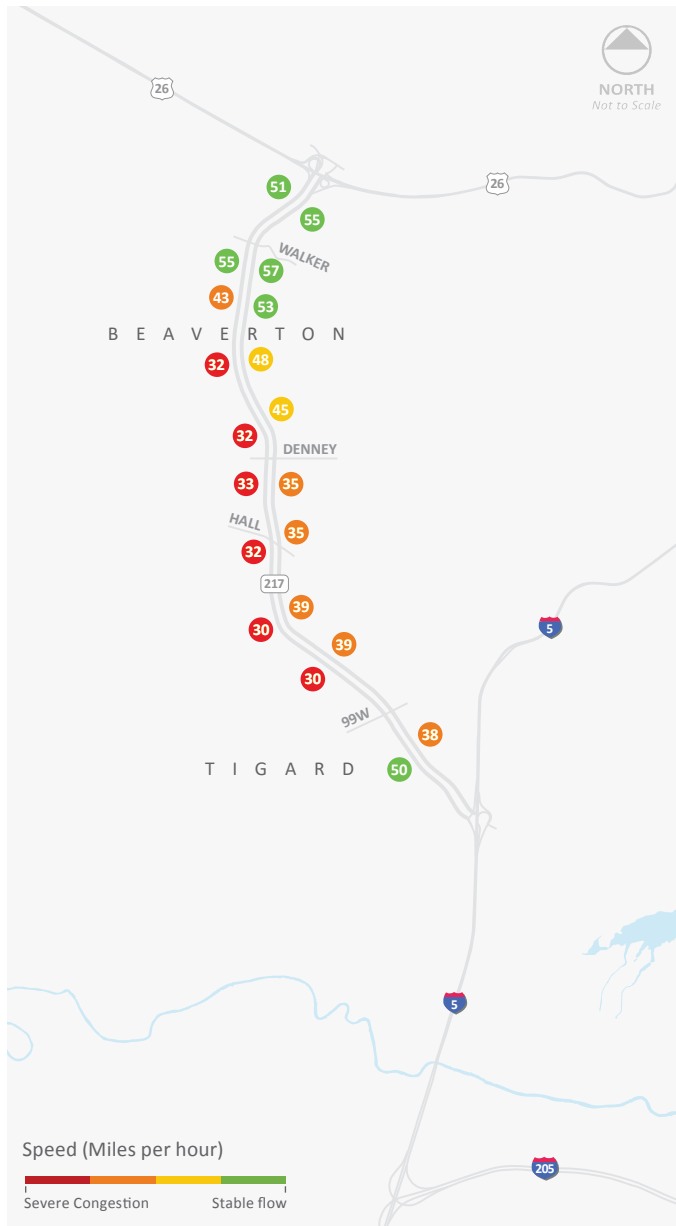 26
NORTH
Not to Scale
26
51
55
WALKER
55
57
43
53
BEAVERTON
32
48
45
32
DENNEY
33
35
HALL
35
32
217
39
30
5
39
30
99W
38
TIGARD
50
5
Speed (Miles per hour)
205
Severe Congestion
Stable flow